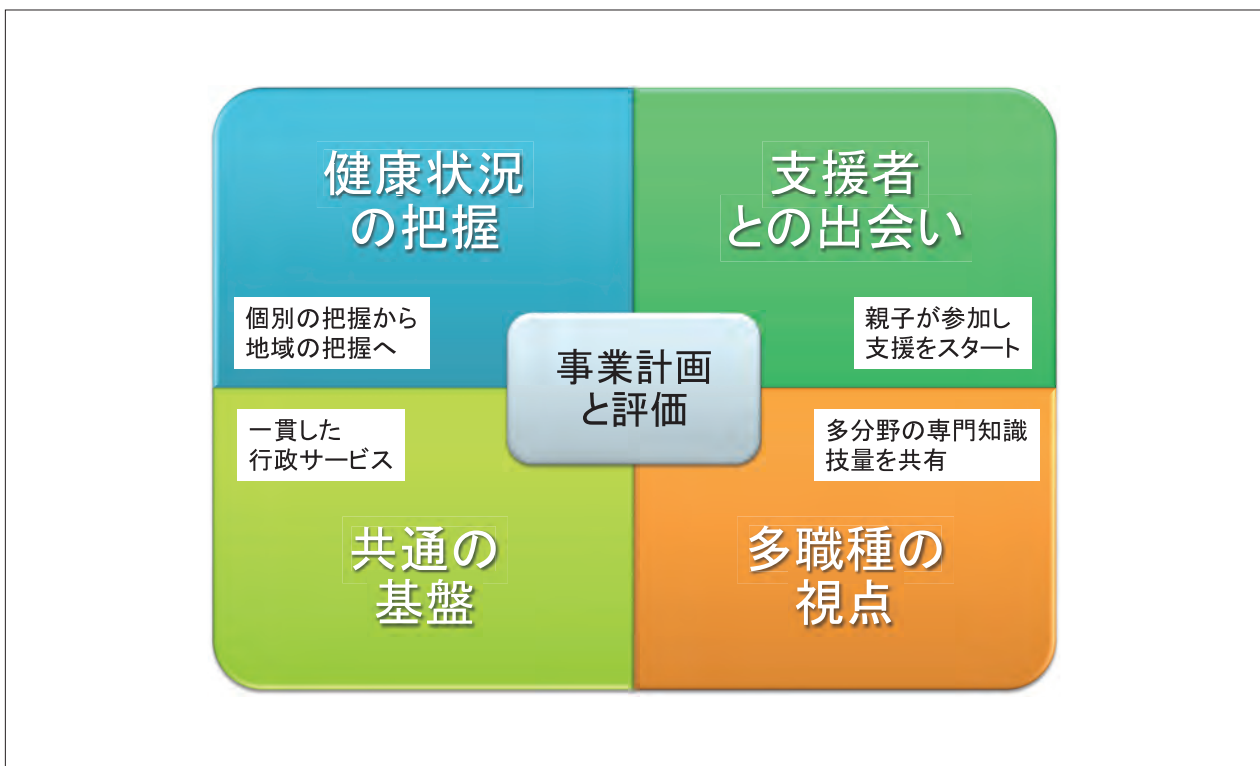 健康状況
の把握
個別の把握から
地域の把握へ
支援者
との出会い
親子が参加し
支援をスタート
事業計画
と評価
一貫した
行政サービス
共通の
基盤
多分野の専門知識
技量を共有
多職種の
視点